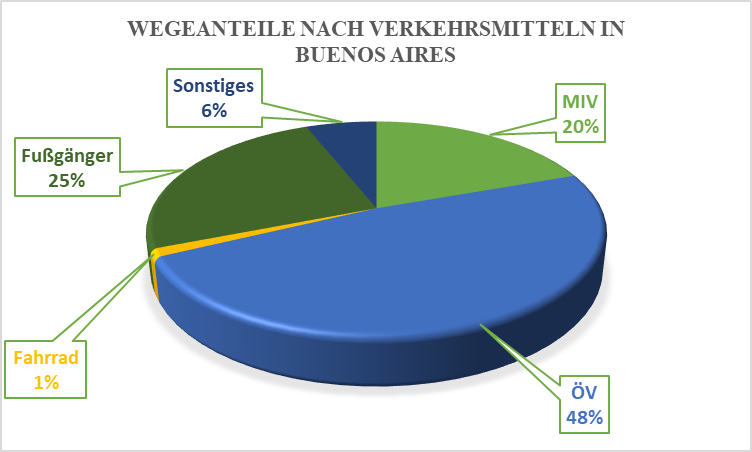 WEGEANTEILE NACH VERKEHRSMITTELN IN
BUENOS AIRES
Sonstiges
6%
MIV
20%
Fußgänger
25%
Fahrrad
1%
ÖV
48%